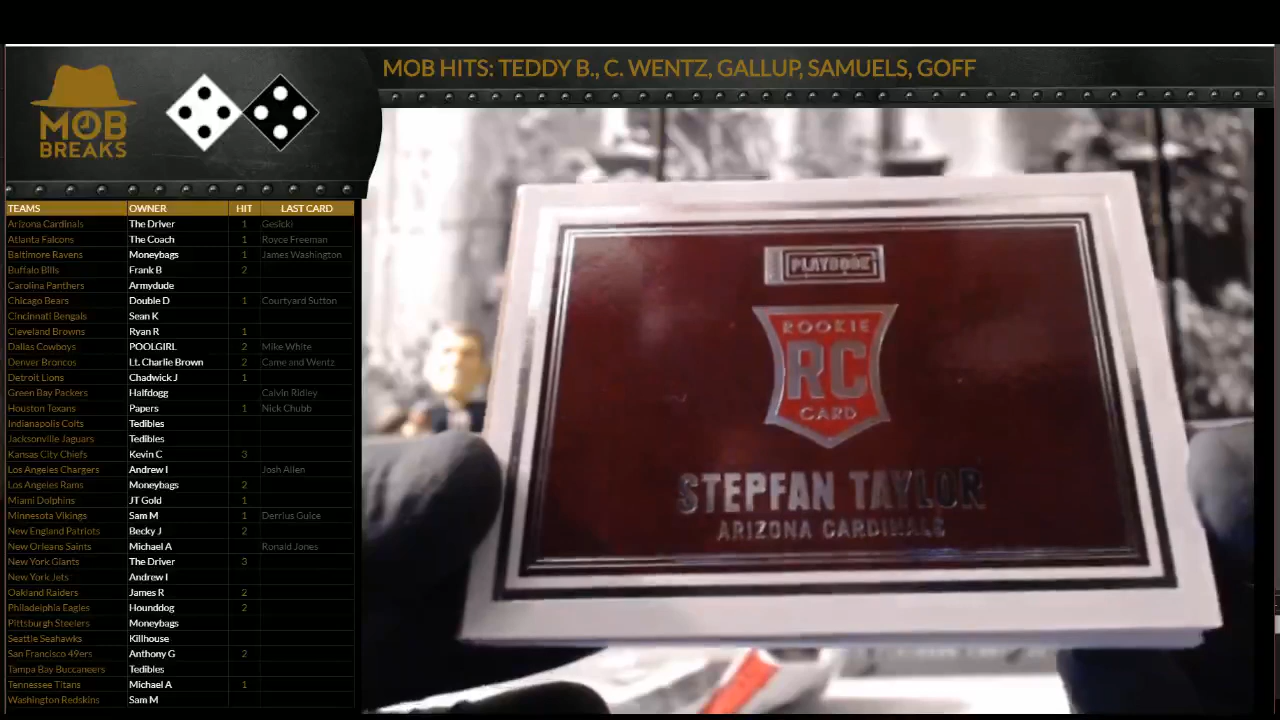 MOB HITS: TEDDY B., C. WENTZ, GALLUP, SAMUELS, GOFF
MOB
BREAKS
TEAMS OWNER HIT LAST CARD
Arizona Cardinals The Driver 1 Gesicki
Atlanta Falcons The Coach 1 Royce Freeman
Baltimore Ravens Moneybags 1 James Washington
Buffalo Bills Frank B 2
Carolina Panthers Armydude
Chicago Bears Double D 1 Courtyard Sutton
Cincinnati Bengals Sean K
Cleveland Browns Ryan R 1
Dallas Cowboys POOLGIRL 2 Mike White
Denver Broncos Lt. Charlie Brown 2 Came and Wentz
Detroit Lions Chadwick J 1
Green Bay Packers Halfdogg Calvin Ridley
Houston Texans Papers 1 Nick Chubb
Indianapolis Colts Tedibles
Jacksonville Jaguars Tedibles
Kansas City Chiefs Kevin C 3
Los Angeles Chargers Andrew I Josh Allen
Los Angeles Rams Moneybags 2
Miami Dolphins JT Gold 1
Minnesota Vikings Sam M 1 Derrius Guice
New England Patriots Becky J 2
New Orleans Saints Michael A Ronald Jones
New York Giants The Driver 3
New York Jets Andrew I
Oakland Raiders James R 2
Philadelphia Eagles Hounddog 2
Pittsburgh Steelers Moneybags
Seattle Seahawks Killhouse
San Francisco 49ers Anthony G 2
Tampa Bay Buccaneers Tedibles
Tennessee Titans Michael A 1
Washington Redskins Sam M
PLAYBOOK
ROOKIE
RC
CARD
STEPFAN TAYLOR
ARIZONA CARDINALS